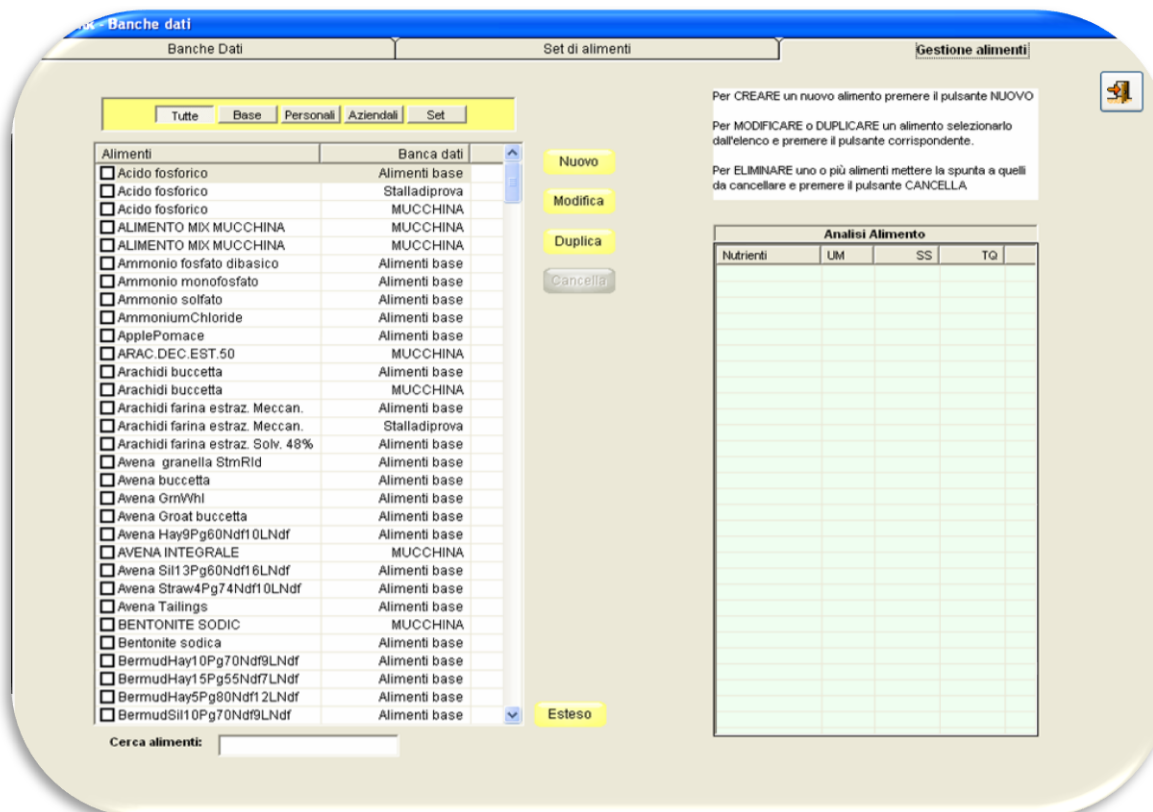 - Banche dati
Banche Dati Set di alimenti Gestione alimenti
Tutte Base Personali Aziendali Set
Alimenti Banca dati
Acido fosforico Alimenti base
Acido fosforico Stalladiprova
Acido fosforico MUCCHINA
ALIMENTO MIX MUCCHINA MUCCHINA
ALIMENTO MIX MUCCHINA MUCCHINA
Ammonio fosfato dibasico Alimenti base
Ammonio monofosfato Alimenti base
Ammonio solfato Alimenti base
AmmoniumChloride Alimenti base
ApplePomace Alimenti base
ARAC.DEC.EST.50 MUCCHINA
Arachidi buccetta Alimenti base
Arachidi buccetta MUCCHINA
Arachidi farina estraz. Meccan. Alimenti base
Arachidi farina estraz. Meccan. Stalladiprova
Arachidi farina estraz. Solv. 48% Alimenti base
Avena granella StmRld Alimenti base
Avena buccetta Alimenti base
Avena GrnWhl Alimenti base
Avena Groat buccetta Alimenti base
Avena Hay9Pg60Ndf10LNdf Alimenti base
AVENA INTEGRALE MUCCHINA
Avena Sil13Pg60Ndf16LNdf Alimenti base
Avena Straw4Pg74Ndf10LNdf Alimenti base
Avena Tailings Alimenti base
BENTONITE SODIC MUCCHINA
Bentonite sodica Alimenti base
BermudHay10Pg70Ndf9LNdf Alimenti base
BermudHay15Pg55Ndf7LNdf Alimenti base
BermudHay5Pg80Ndf12LNdf Alimenti base
BermudSil10Pg70Ndf9LNdf Alimenti base
Cerca alimenti:
Nuovo
Modifica
Duplica
Cancella
Esteso
Per CREARE un nuovo alimento premere il pulsante NUOVO
Per MODIFICARE o DUPLICARE un alimento selezionarlo
dall'elenco e premere il pulsante corrispondente.
Per ELIMINARE uno o più alimenti mettere la spunta a quelli
da cancellare e premere il pulsante CANCELLA
Analisi Alimento
Nutrienti UM SS TQ